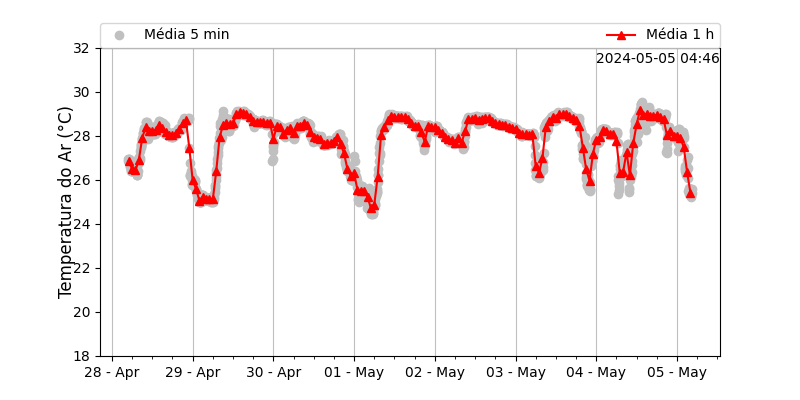 Média 5 min
Média 1 h
2024-05-05 04:46
Temperatura do Ar (°C)
32
30
28
26
24
22
20
18
28 - Apr
29 - Apr
30 - Apr
01 - May
02 - May
03 - May
04 - May
05 - May